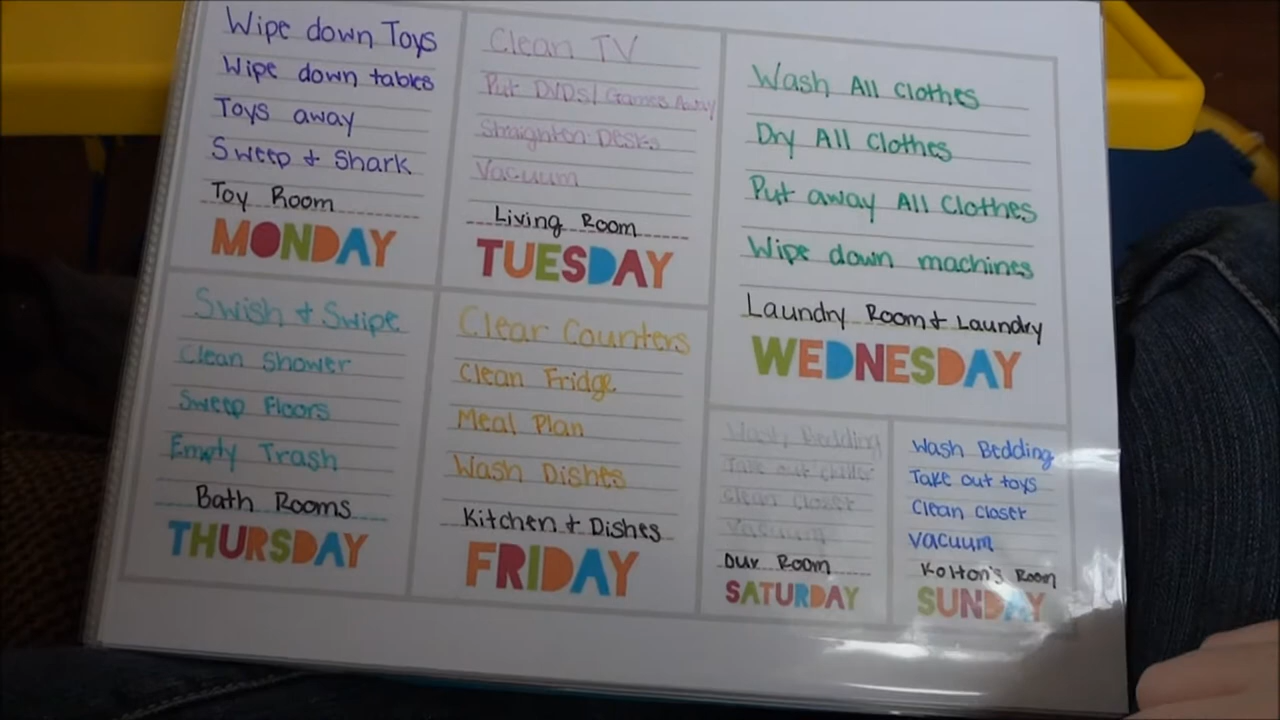 Wipe down Toys
Wipe down tables
Toys away
Sweep & Shark
Toy Room
MONDAY
Clean TV
Put DVDs/Games Away
Straighten Desks
Vacuum
Living Room
TUESDAY
Wash All Clothes
Dry All Clothes
Put away All Clothes
Wipe down machines
Laundry Room & Laundry
WEDNESDAY
Swish & Swipe
Clean Shower
Sweep Floors
Empty Trash
Bath Rooms
THURSDAY
Clear Counters
Clean Fridge
Meal Plan
Wash Dishes
Kitchen & Dishes
FRIDAY
Wash Bedding
Take out
Clean Closet
Vacuum
Our Room
SATURDAY
Wash Bedding
Take out toys
Clean Closet
Vacuum
Kolton's Room
SUNDAY